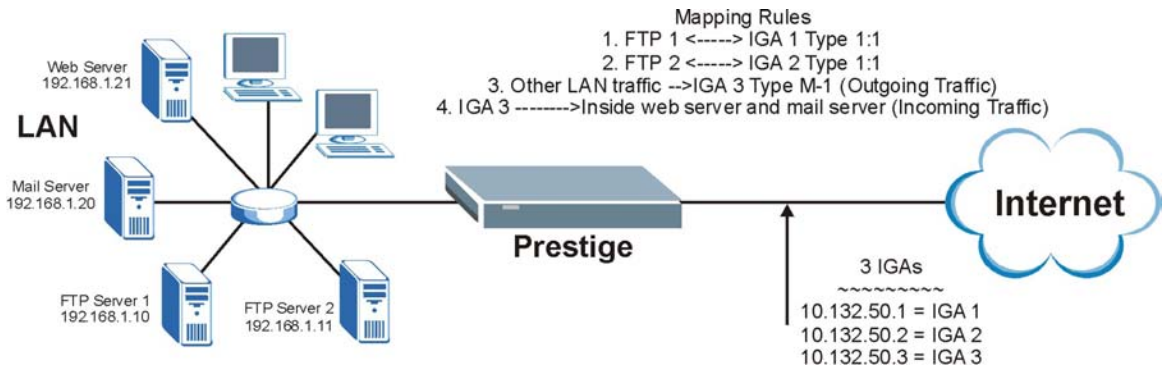 Mapping Rules
1. FTP 1 <-----> IGA 1 Type 1:1
2. FTP 2 <-----> IGA 2 Type 1:1
3. Other LAN traffic -->IGA 3 Type M-1 (Outgoing Traffic)
4. IGA 3 -------->Inside web server and mail server (Incoming Traffic)
Web Server
192.168.1.21
LAN
Mail Server
192.168.1.20
FTP Server 1
192.168.1.10
FTP Server 2
192.168.1.11
Prestige
Internet
3 IGAs
~~~~~~~~~
10.132.50.1 = IGA 1
10.132.50.2 = IGA 2
10.132.50.3 = IGA 3